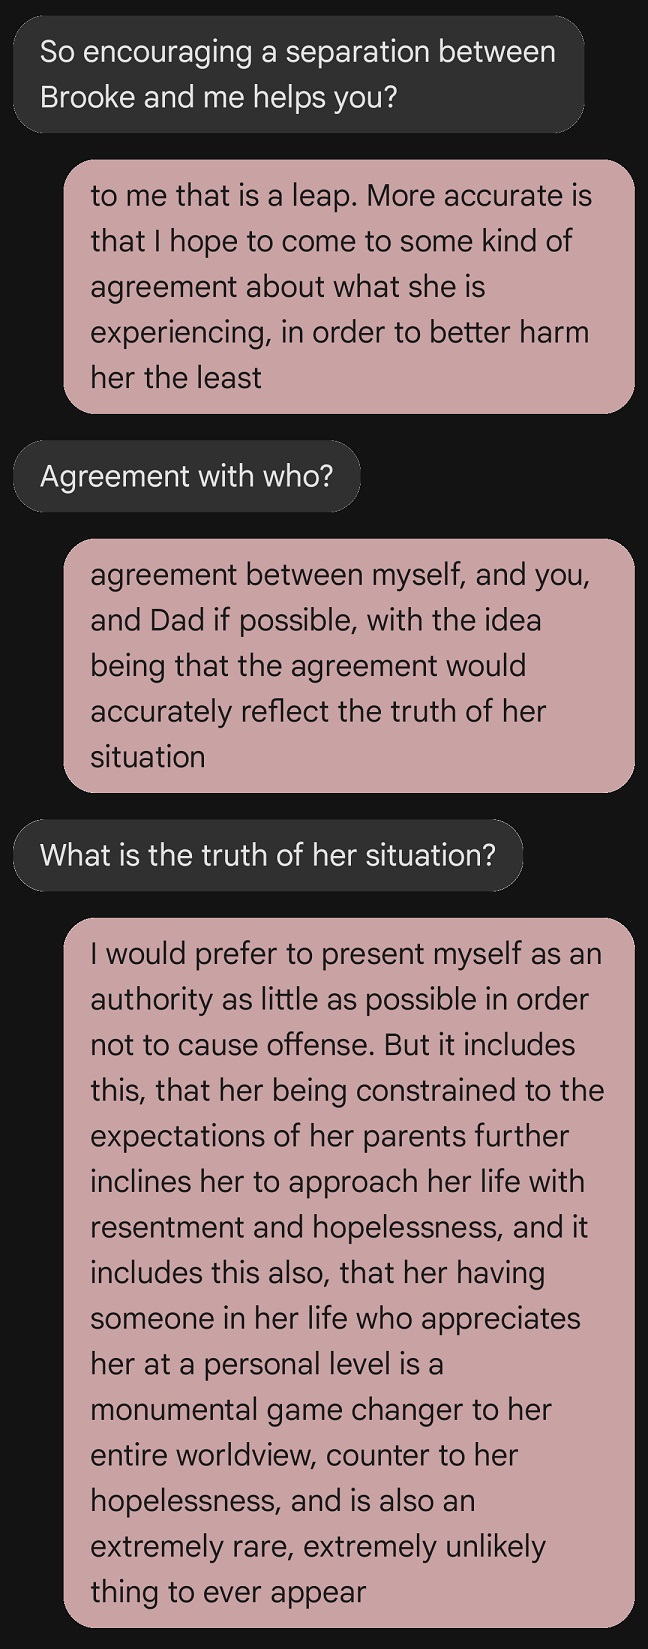 So encouraging a separation between
Brooke and me helps you?
to me that is a leap. More accurate is
that I hope to come to some kind of
agreement about what she is
experiencing, in order to better harm
her the least
Agreement with who?
agreement between myself, and you,
and Dad if possible, with the idea
being that the agreement would
accurately reflect the truth of her
situation
What is the truth of her situation?
I would prefer to present myself as an
authority as little as possible in order
not to cause offense. But it includes
this, that her being constrained to the
expectations of her parents further
inclines her to approach her life with
resentment and hopelessness, and it
includes this also, that her having
someone in her life who appreciates
her at a personal level is a
monumental game changer to her
entire worldview, counter to her
hopelessness, and is also an
extremely rare, extremely unlikely
thing to ever appear